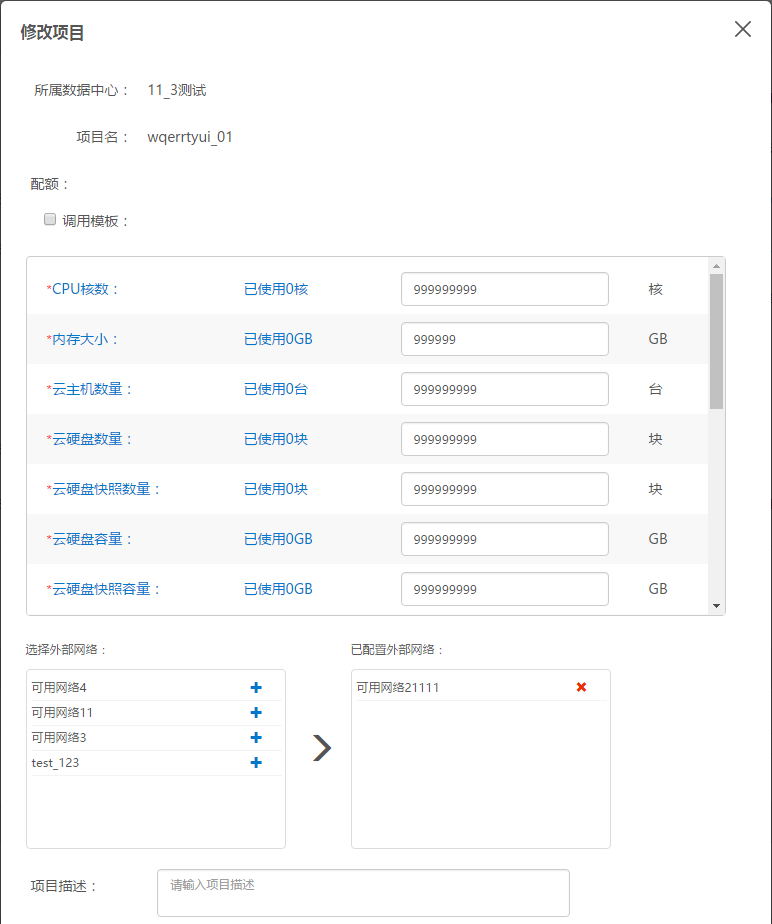 修改项目
所属数据中心： 11_3测试
项目名： wqerrtyui_01
配额：
调用模板：
*CPU核数： 已使用0核 999999999 核
*内存大小： 已使用0GB 999999 GB
*云主机数量： 已使用0台 999999999 台
*云硬盘数量： 已使用0块 999999999 块
*云硬盘快照数量： 已使用0块 999999999 块
*云硬盘容量： 已使用0GB 999999999 GB
*云硬盘快照容量： 已使用0GB 999999999 GB
选择外部网络： 已配置外部网络：
可用网络4 可用网络21111
可用网络11
可用网络3
test_123
项目描述： 请输入项目描述